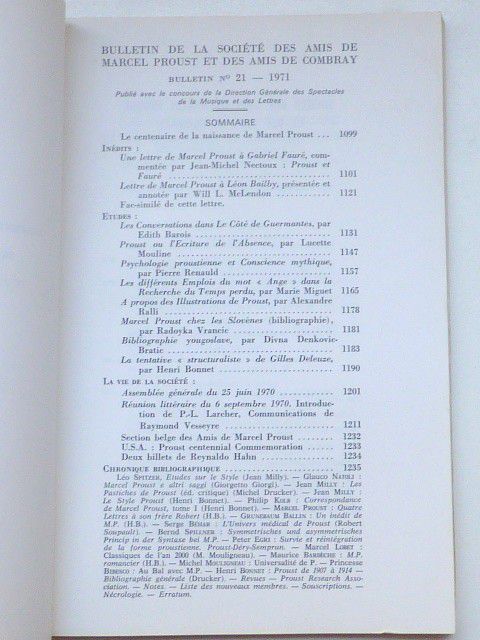 BULLETIN DE LA SOCIÉTÉ DES AMIS DE
MARCEL PROUST ET DES AMIS DE COMBRAY
BULLETIN Nº 21 — 1971
Publié avec le concours de la Direction Générale des Spectacles
de la Musique et des Lettres
SOMMAIRE
Le centenaire de la naissance de Marcel Proust ... 1099
INÉDITS :
Une lettre de Marcel Proust à Gabriel Fauré, com-
mentée par Jean-Michel Nectoux : Proust et
Fauré .............................. 1101
Lettre de Marcel Proust à Léon Bailby, présentée et
annotée par Will L. McLendon .............. 1121
Fac-similé de cette lettre.
ETUDES :
Les Conversations dans Le Côté de Guermantes, par
Edith Barois .............................. 1131
Proust ou l'Ecriture de l'Absence, par Lucette
Mouline .............................. 1147
Psychologie proustienne et Conscience mythique,
par Pierre Renauld .............................. 1157
Les différents Emplois du mot « Ange » dans la
Recherche du Temps perdu, par Marie Miguet 1165
A propos des Illustrations de Proust, par Alexandre
Ralli .............................. 1178
Marcel Proust chez les Slovènes (bibliographie),
par Radoyka Vrancie .............................. 1181
Bibliographie yougoslave, par Divna Denkovic-
Bratie .............................. 1183
La tentative « structuraliste » de Gilles Deleuze,
par Henri Bonnet .............................. 1190
LA VIE DE LA SOCIÉTÉ :
Assemblée générale du 25 juin 1970 .............. 1201
Réunion littéraire du 6 septembre 1970. Introduc-
tion de P.-L. Larcher, Communications de
Raymond Vesseyre .............................. 1211
Section belge des Amis de Marcel Proust ........ 1232
U.S.A. : Proust centennial Commemoration ...... 1233
Deux billets de Reynaldo Hahn .............. 1234
CHRONIQUE BIBLIOGRAPHIQUE .............. 1235
LÉO SPITZER, Etudes sur le Style (Jean Milly). — GLAUCO NATOLI :
Marcel Proust e altri saggi (Giorgetto Giorgi). — JEAN MILLY : Les
Pastiches de Proust (éd. critique) (Michel Drucker). — JEAN MILLY :
Le Style Proust (Henri Bonnet). — PHILIP KOLB : Correspondance
de Marcel Proust, tome I (Henri Bonnet). — MARCEL PROUST : Quatre
Lettres à son frère Robert (H.B.). — GRUNEBAUM BALLIN : Un inédit de
M.P. (H.B.). — SERGE BÉHAR : L'Univers médical de Proust (Robert
Soupault). — BERND SPILLNER : Symmetrisches und asymmetrisches
Princip in der Syntaxe bei M.P. — PETER EGRI : Survie et réintégration
de la forme proustienne. Proust-Déry-Semprun. — MARCEL LOBET :
Classiques de l'an 2000 (M. Mouligneau). — MAURICE BARDÈCHE : M.P.
romancier (H.B.). — MICHEL MOULIGNEAU : Universalité de P. — PRINCESSE
BIBESCO : Au Bal avec M.P. — HENRI BONNET : Proust de 1907 à 1914 —
Bibliographie générale (Drucker). — Revues — Proust Research Asso-
ciation. — Notes. — Liste des nouveaux membres. — Souscriptions. —
Nécrologie. — Erratum.